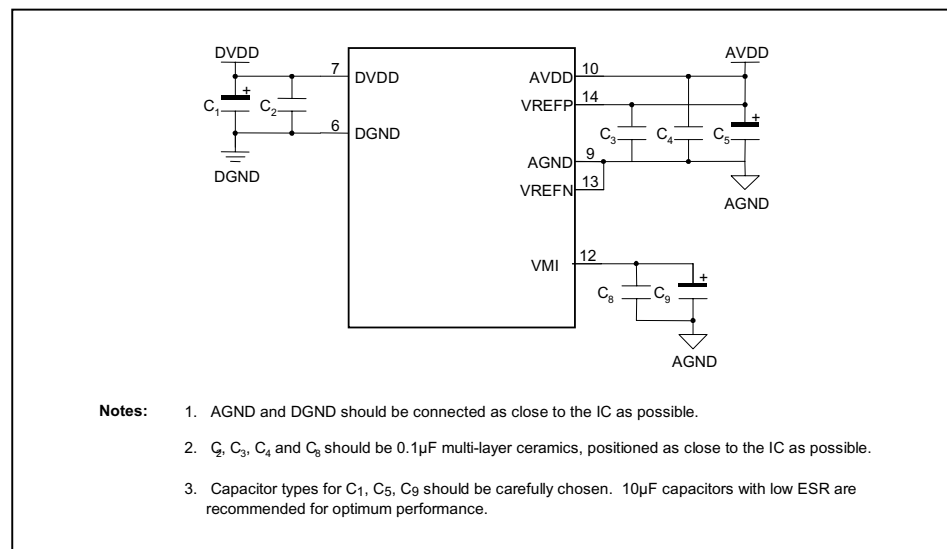 DVDD
7
DVDD
C1
+
C2
6
DGND
DGND
AVDD
10
AVDD
14
VREFP
C3
C4
C5
+
9
AGND
13
VREFN
AGND
12
VMI
C8
C9
+
AGND
Notes:
1. AGND and DGND should be connected as close to the IC as possible.
2. C2, C3, C4 and C8 should be 0.1µF multi-layer ceramics, positioned as close to the IC as possible.
3. Capacitor types for C1, C5, C9 should be carefully chosen. 10µF capacitors with low ESR are
recommended for optimum performance.